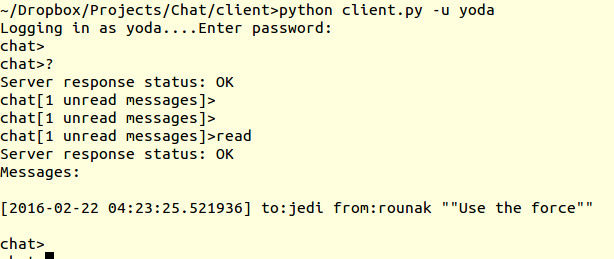 ~/Dropbox/Projects/Chat/client>python client.py -u yoda
Logging in as yoda....Enter password:
chat>
chat>?
Server response status: OK
chat[1 unread messages]>
chat[1 unread messages]>
chat[1 unread messages]>read
Server response status: OK
Messages:
[2016-02-22 04:23:25.521936] to:jedi from:rounak ""Use the force""
chat>
chat>